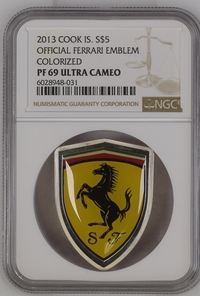 2013 COOK IS. S$5
OFFICIAL FERRARI EMBLEM
COLORIZED
PF 69 ULTRA CAMEO
6028948-031
NUMISMATIC GUARANTY CORPORATION
NGC
S F